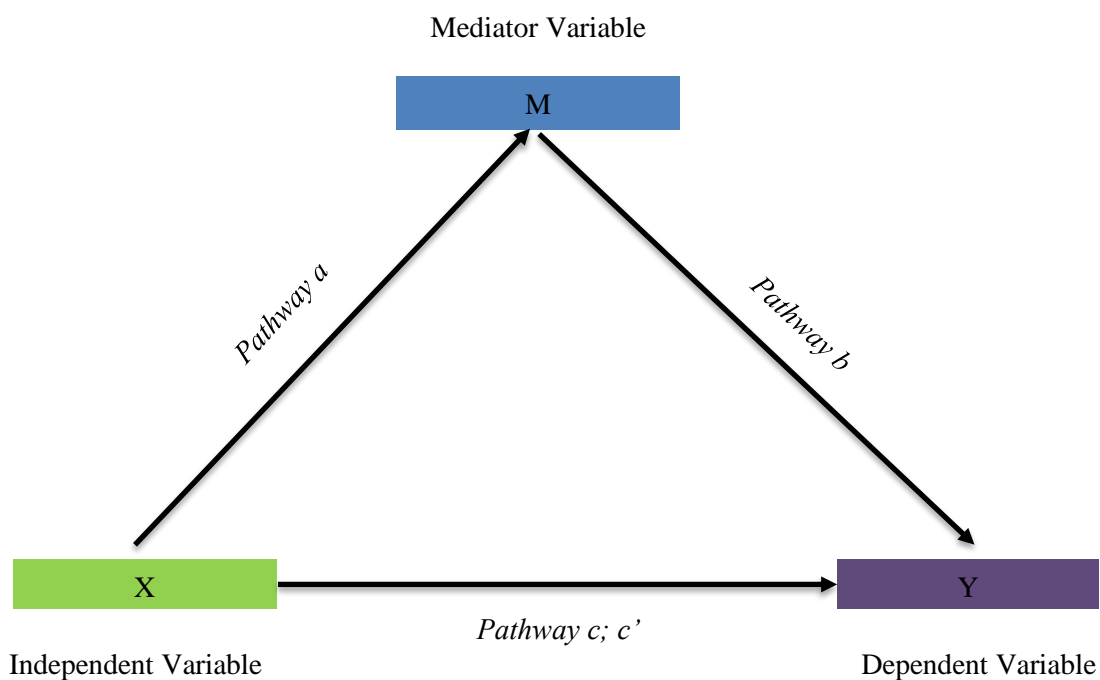 Mediator Variable
M
Pathway a
Pathway b
X
Y
Pathway c; c’
Independent Variable
Dependent Variable